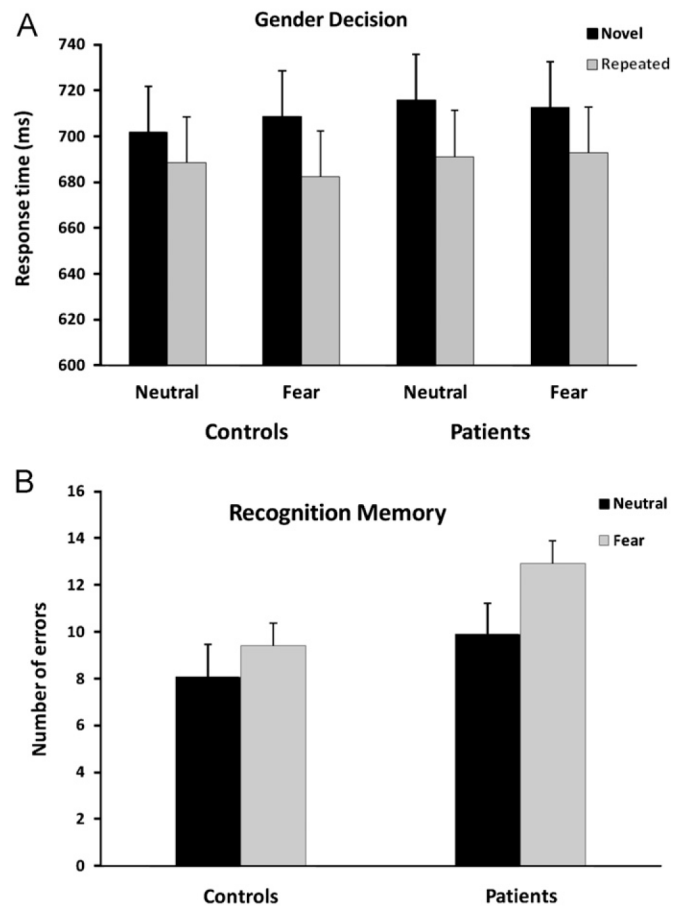 A
Gender Decision
Novel
Repeated
Response time (ms)
740
720
700
680
660
640
620
600
Neutral Fear Neutral Fear
Controls Patients
B
Recognition Memory
Neutral
Fear
Number of errors
16
14
12
10
8
6
4
2
0
Controls Patients